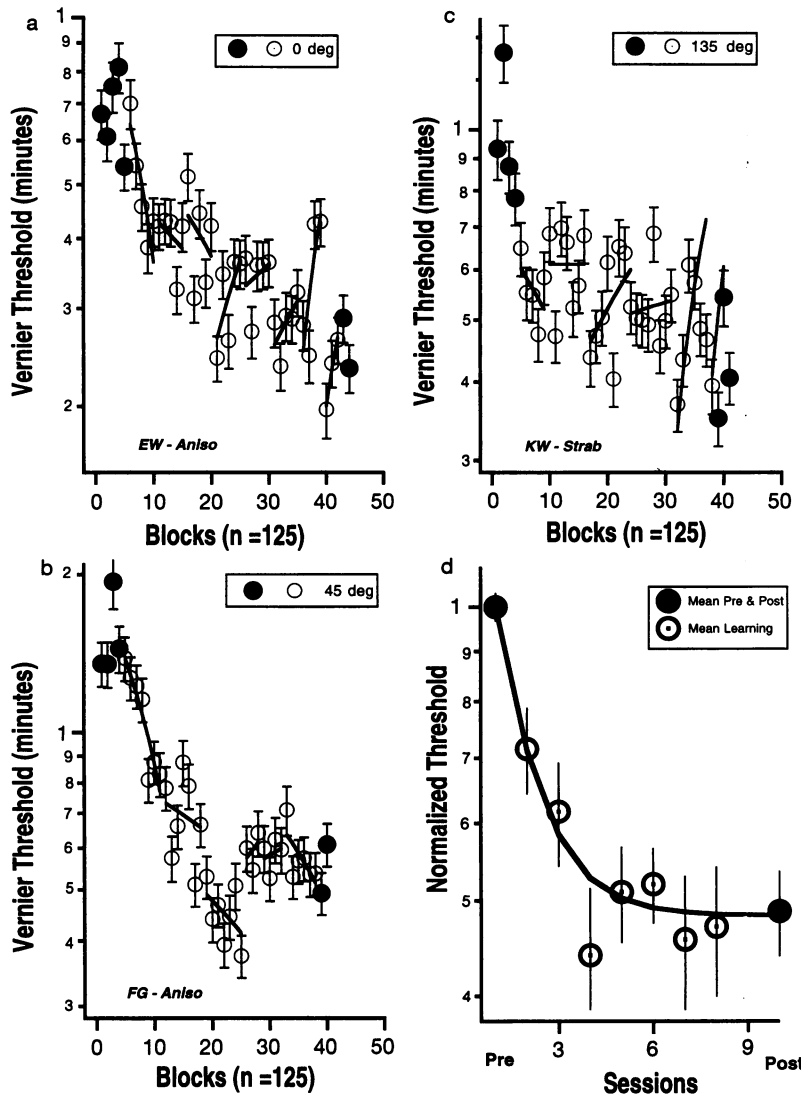 a
0 deg
1
9
8
7
6
5
4
3
2
Vernier Threshold (minutes)
EW - Aniso
0 10 20 30 40 50
Blocks (n =125)
c
135 deg
1
9
8
7
6
5
4
3
Vernier Threshold (minutes)
KW - Strab
0 10 20 30 40 50
Blocks (n =125)
b
45 deg
2
1
9
8
7
6
5
4
3
Vernier Threshold (minutes)
FG - Aniso
0 10 20 30 40 50
Blocks (n =125)
d
Mean Pre & Post
Mean Learning
1
9
8
7
6
5
4
Normalized Threshold
Pre 3 6 9 Post
Sessions